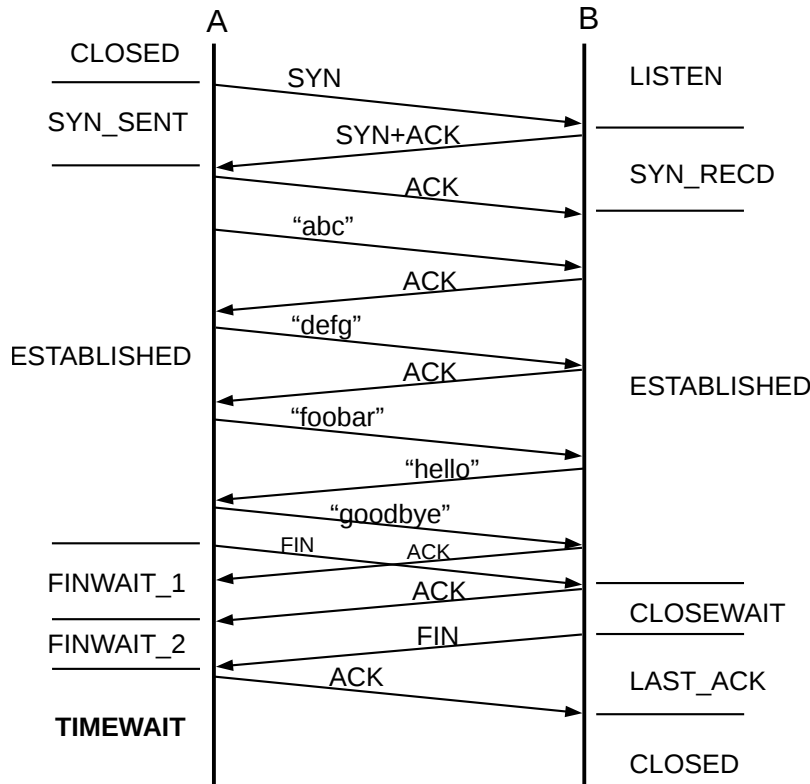 A
B
CLOSED
LISTEN
SYN
SYN_SENT
SYN+ACK
SYN_RECD
ACK
“abc”
ACK
“defg”
ESTABLISHED
ACK
ESTABLISHED
“foobar”
“hello”
“goodbye”
FIN
ACK
FINWAIT_1
ACK
CLOSEWAIT
FIN
FINWAIT_2
ACK
LAST_ACK
TIMEWAIT
CLOSED